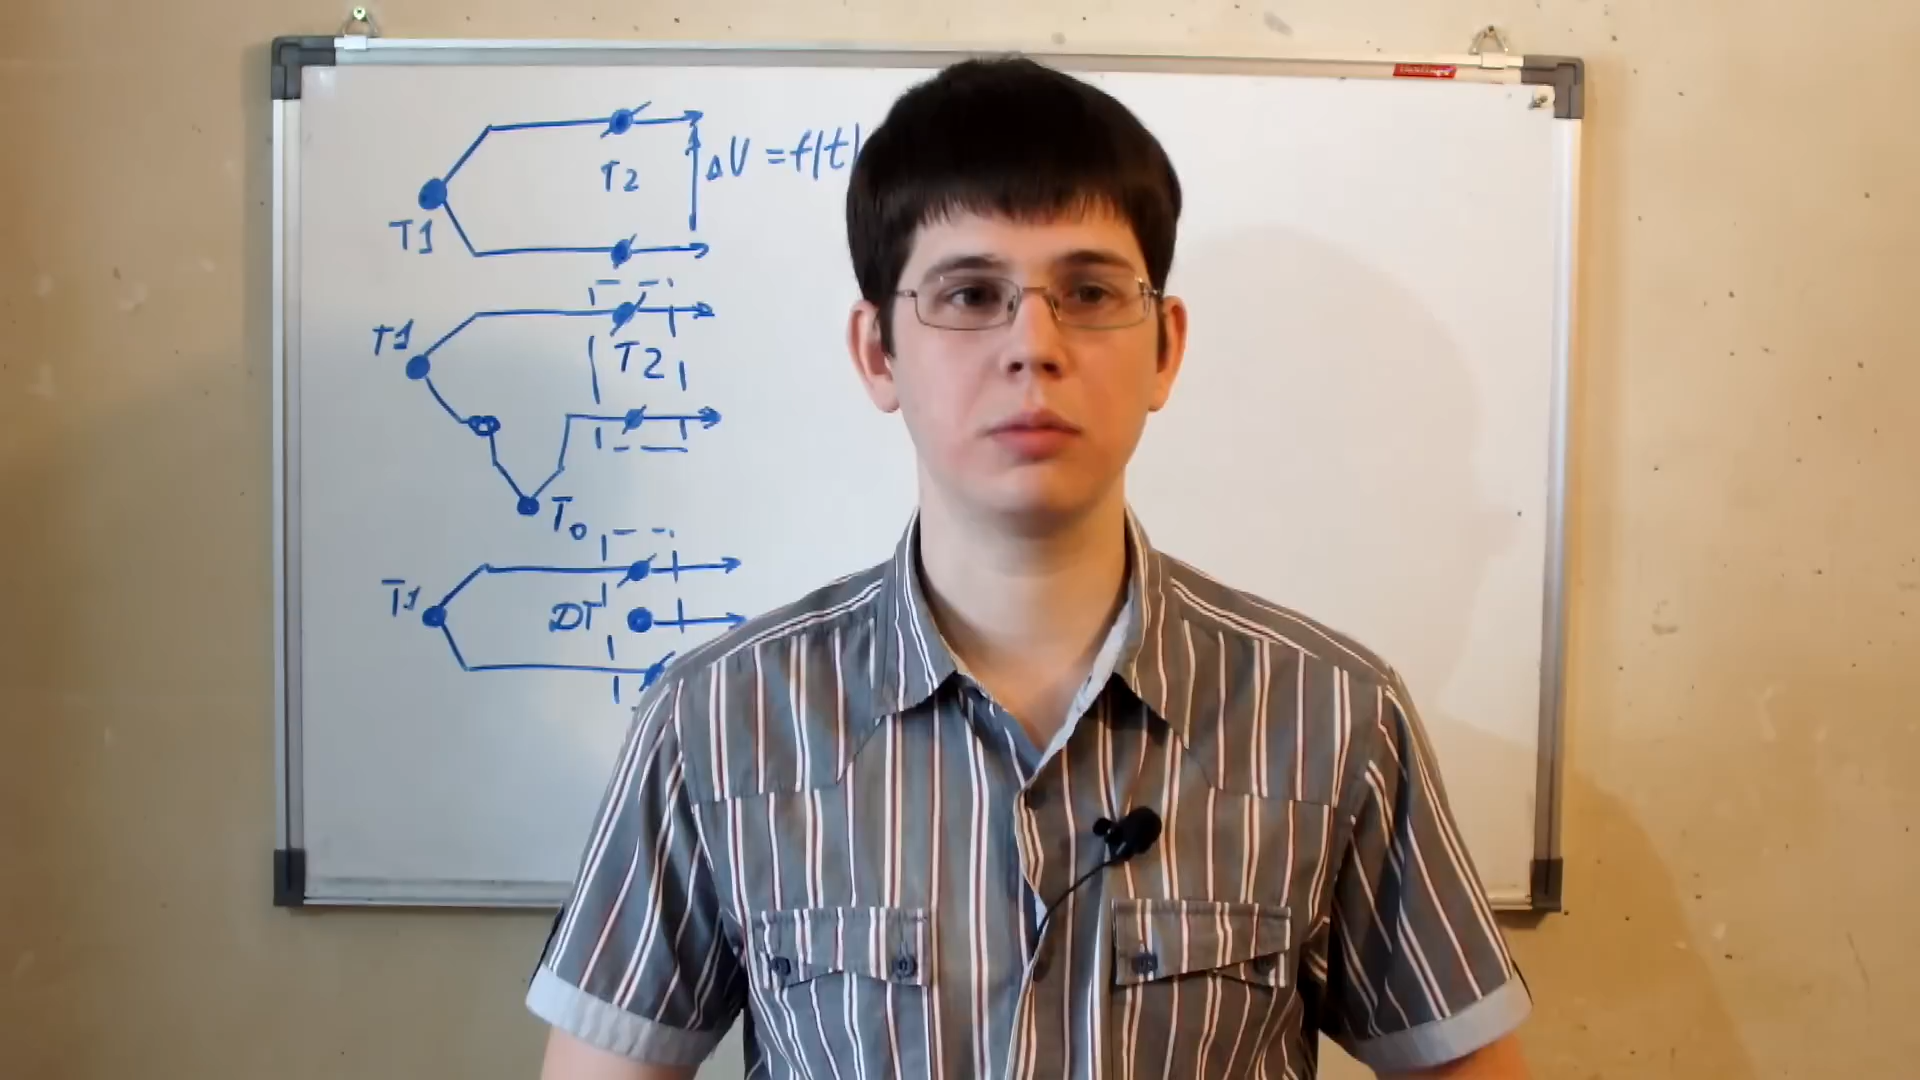 T2
ΔV = f(t)
T1
T1
T2
T0
T1
DT